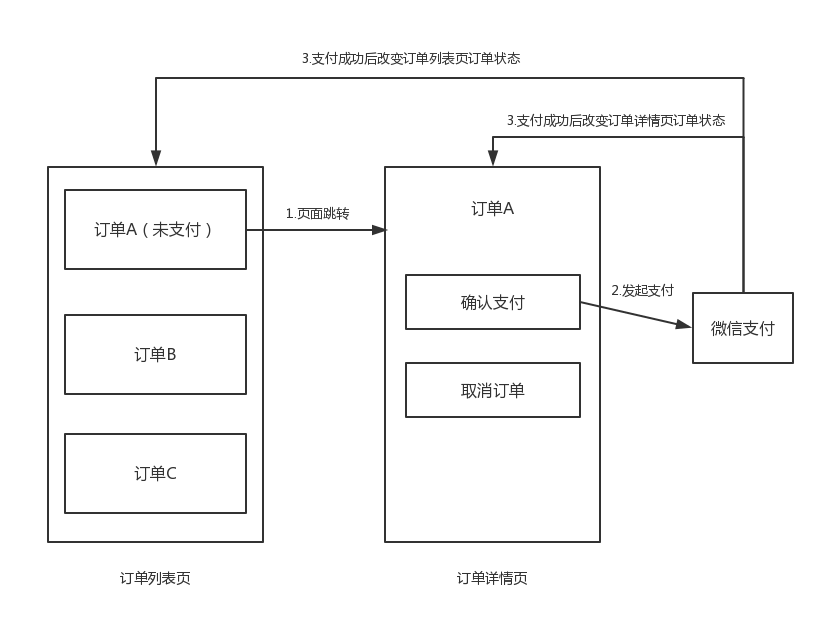 3.支付成功后改变订单列表页订单状态
3.支付成功后改变订单详情页订单状态
订单A（未支付）
1.页面跳转
订单A
确认支付
2.发起支付
微信支付
订单B
取消订单
订单C
订单列表页
订单详情页